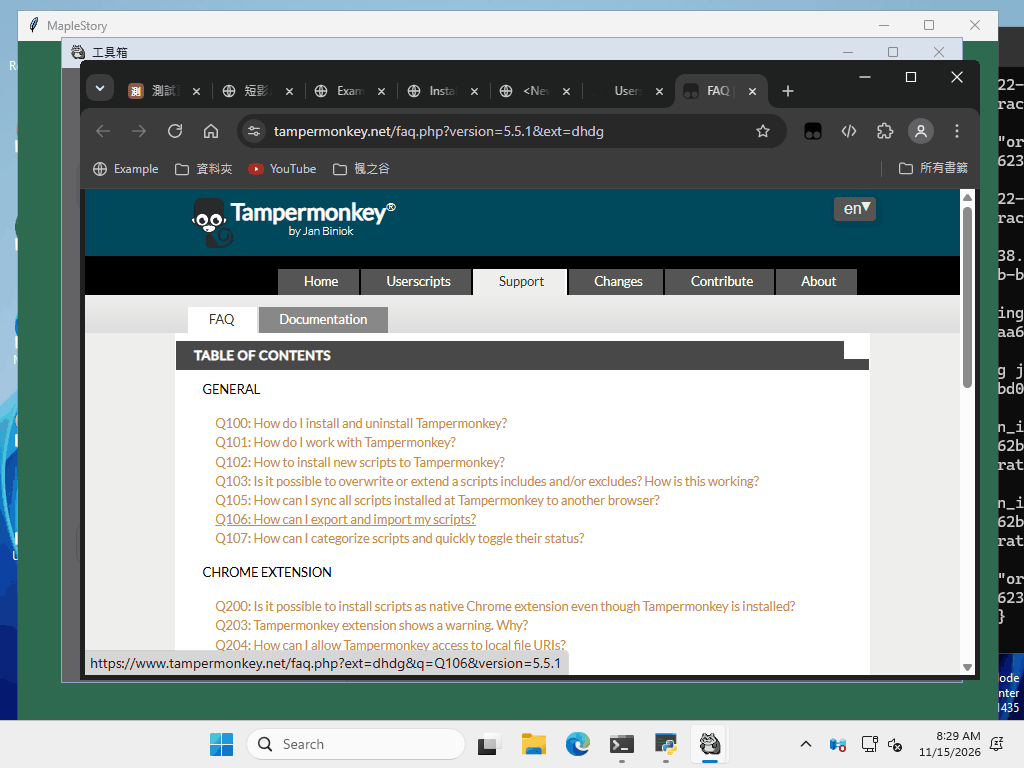 MapleStory
工具箱
測試
短影
Exam
Insta
<Nev
Users
FAQ
tampermonkey.net/faq.php?version=5.5.1&ext=dhdg
Example
資料夾
YouTube
楓之谷
所有書籤
Tampermonkey®
by Jan Biniok
en▼
Home
Userscripts
Support
Changes
Contribute
About
FAQ
Documentation
TABLE OF CONTENTS
GENERAL
Q100: How do I install and uninstall Tampermonkey?
Q101: How do I work with Tampermonkey?
Q102: How to install new scripts to Tampermonkey?
Q103: Is it possible to overwrite or extend a scripts includes and/or excludes? How is this working?
Q105: How can I sync all scripts installed at Tampermonkey to another browser?
Q106: How can I export and import my scripts?
Q107: How can I categorize scripts and quickly toggle their status?
CHROME EXTENSION
Q200: Is it possible to install scripts as native Chrome extension even though Tampermonkey is installed?
Q203: Tampermonkey extension shows a warning. Why?
Q204: How can I allow Tampermonkey access to local file URIs?
https://www.tampermonkey.net/faq.php?ext=dhdg&q=Q106&version=5.5.1
Search
8:29 AM
11/15/2026